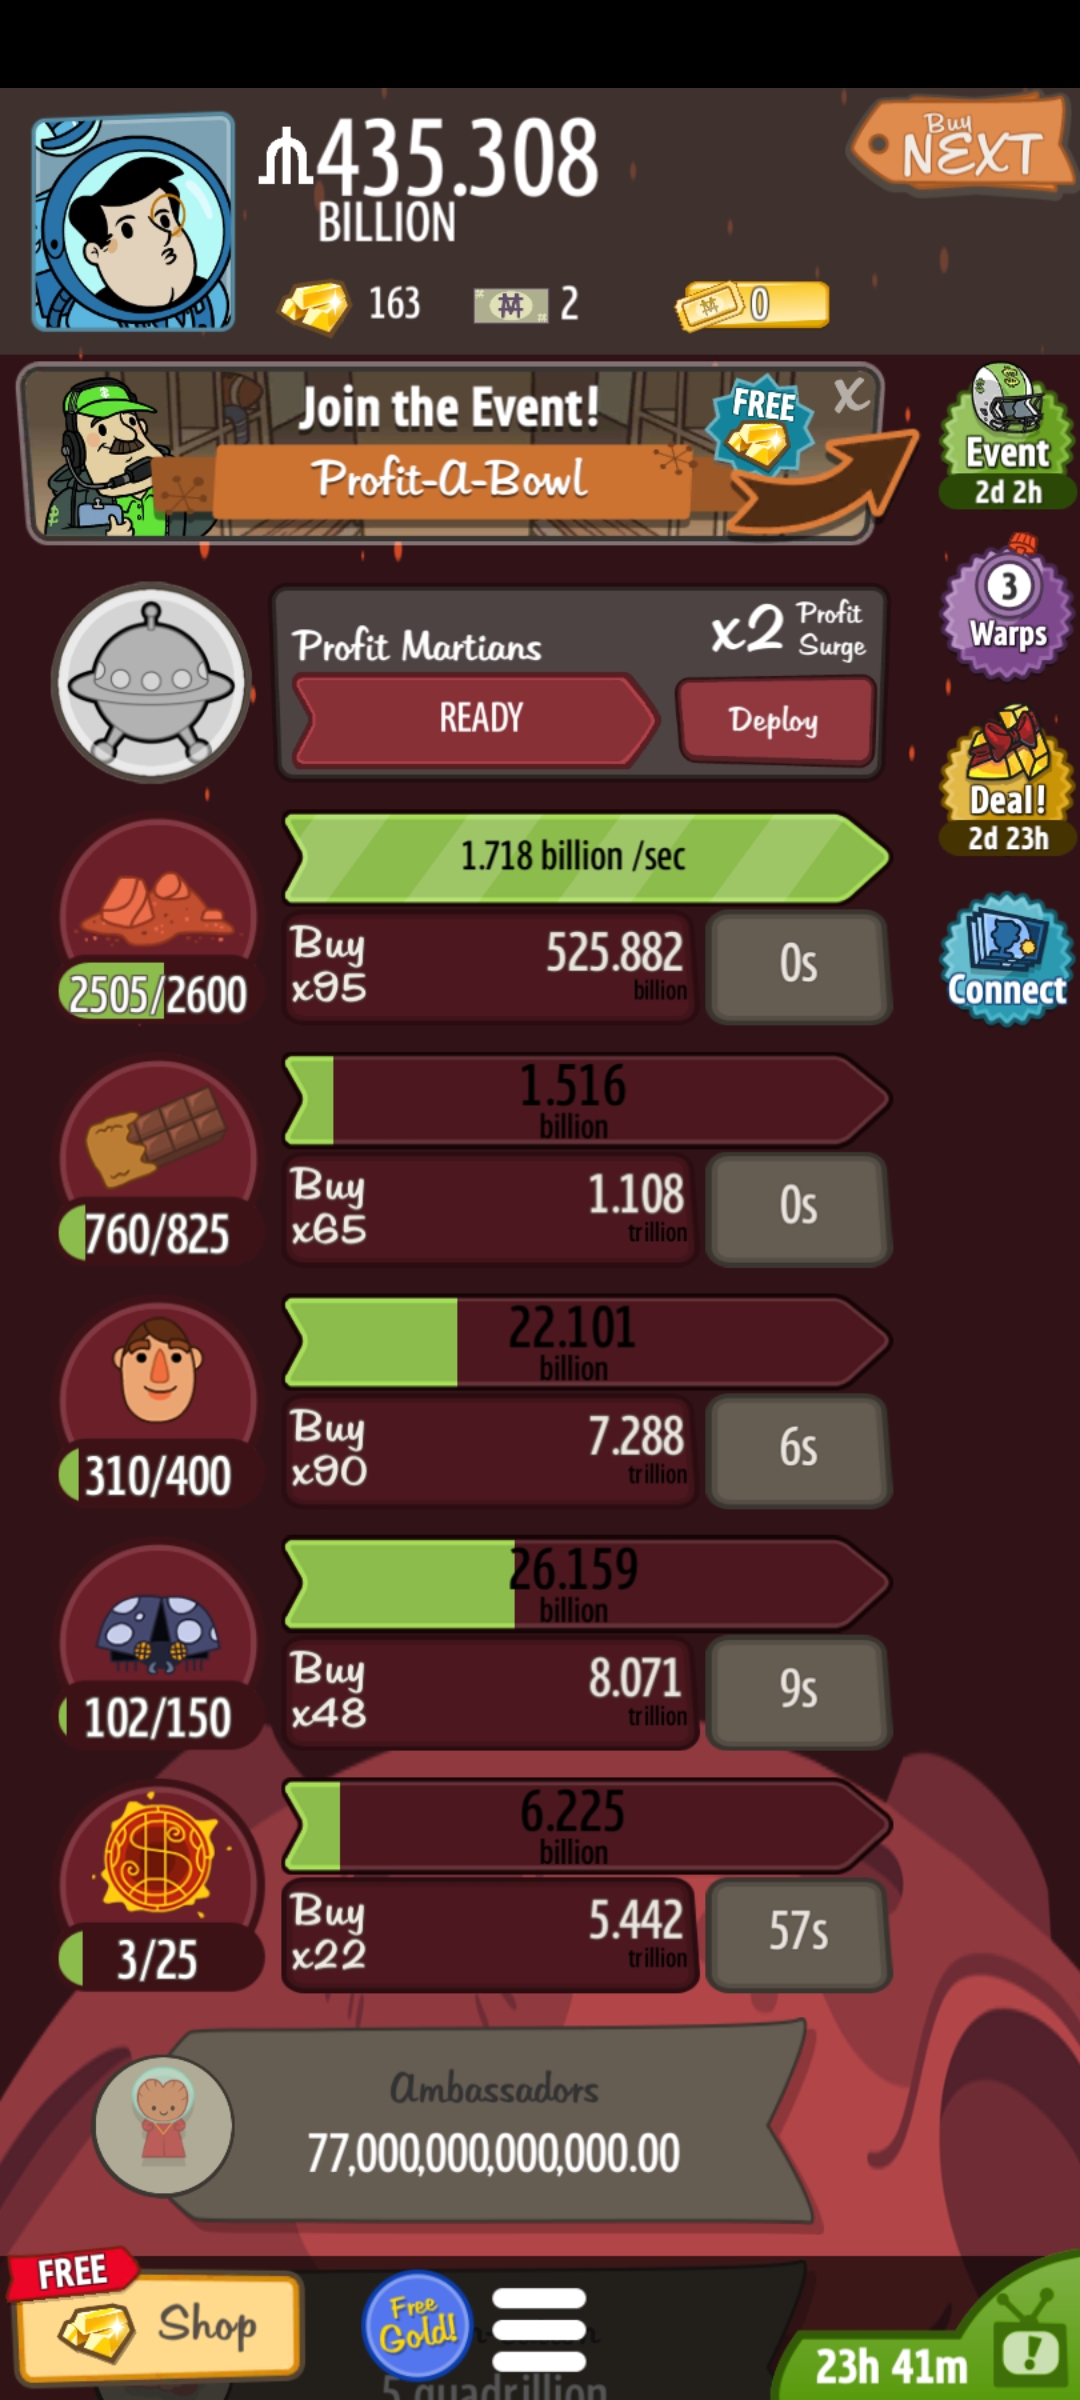 435.308
BILLION
Buy
NEXT
163
2
0
Join the Event!
FREE
X
Profit-A-Bowl
Event
2d 2h
3
Warps
Profit Martians
x2 Profit Surge
READY
Deploy
Deal!
2d 23h
1.718 billion /sec
Buy
x95
525.882
billion
0s
2505/2600
Connect
1.516
billion
Buy
x65
1.108
trillion
0s
760/825
22.101
billion
Buy
x90
7.288
trillion
6s
310/400
26.159
billion
Buy
x48
8.071
trillion
9s
102/150
6.225
billion
Buy
x22
5.442
trillion
57s
3/25
Ambassadors
77,000,000,000,000.00
FREE
Shop
Free
Gold!
5 quadrillion
23h 41m
!